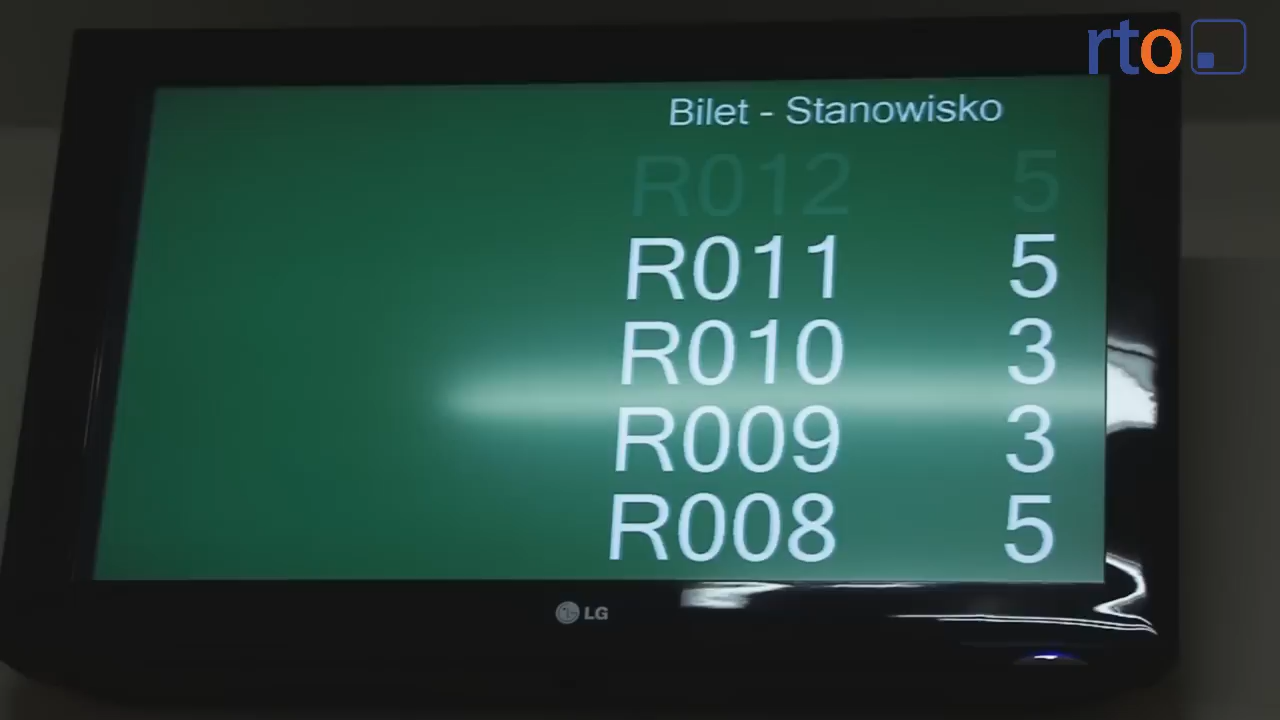 rto
Bilet - Stanowisko
R012 5
R011 5
R010 3
R009 3
R008 5
LG